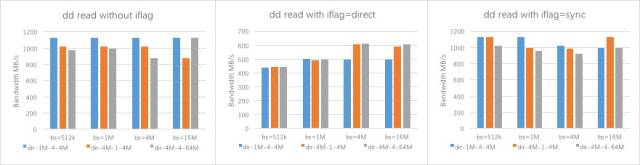 dd read without iflag
Bandwidth MB/s
1200
1000
800
600
400
200
0
bs=512k
bs=1M
bs=4M
bs=16M
dir-1M-4--4M
dir-4M-1--4M
dir-4M-4--64M
dd read with iflag=direct
Bandwidth MB/s
700
600
500
400
300
200
100
0
bs=512k
bs=1M
bs=4M
bs=16M
dir-1M-4--4M
dir-4M-1--4M
dir-4M-4--64M
dd read with iflag=sync
Bandwidth MB/s
1200
1000
800
600
400
200
0
bs=512K
bs=1M
bs=4M
bs=16M
dir-1M-4--4M
dir-4M-1--4M
dir-4M-4--64M